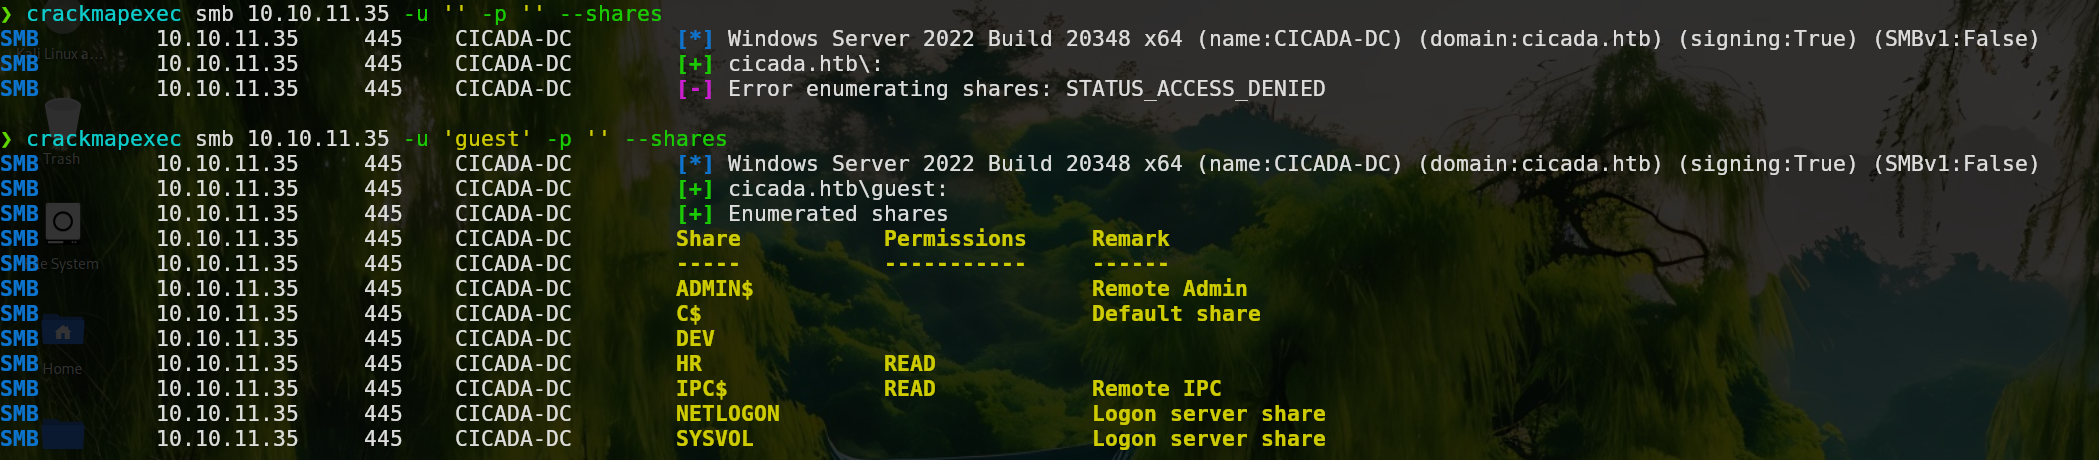 ❯ crackmapexec smb 10.10.11.35 -u '' -p '' --shares
SMB 10.10.11.35 445 CICADA-DC [*] Windows Server 2022 Build 20348 x64 (name:CICADA-DC) (domain:cicada.htb) (signing:True) (SMBv1:False)
SMB 10.10.11.35 445 CICADA-DC [+] cicada.htb\:
SMB 10.10.11.35 445 CICADA-DC [-] Error enumerating shares: STATUS_ACCESS_DENIED
❯ crackmapexec smb 10.10.11.35 -u 'guest' -p '' --shares
SMB 10.10.11.35 445 CICADA-DC [*] Windows Server 2022 Build 20348 x64 (name:CICADA-DC) (domain:cicada.htb) (signing:True) (SMBv1:False)
SMB 10.10.11.35 445 CICADA-DC [+] cicada.htb\guest:
SMB 10.10.11.35 445 CICADA-DC [+] Enumerated shares
SMB 10.10.11.35 445 CICADA-DC Share Permissions Remark
SMB 10.10.11.35 445 CICADA-DC ----- ----------- ------
SMB 10.10.11.35 445 CICADA-DC ADMIN$ Remote Admin
SMB 10.10.11.35 445 CICADA-DC C$ Default share
SMB 10.10.11.35 445 CICADA-DC DEV
SMB 10.10.11.35 445 CICADA-DC HR READ
SMB 10.10.11.35 445 CICADA-DC IPC$ READ Remote IPC
SMB 10.10.11.35 445 CICADA-DC NETLOGON Logon server share
SMB 10.10.11.35 445 CICADA-DC SYSVOL Logon server share
Linux a...
Trash
System
Home